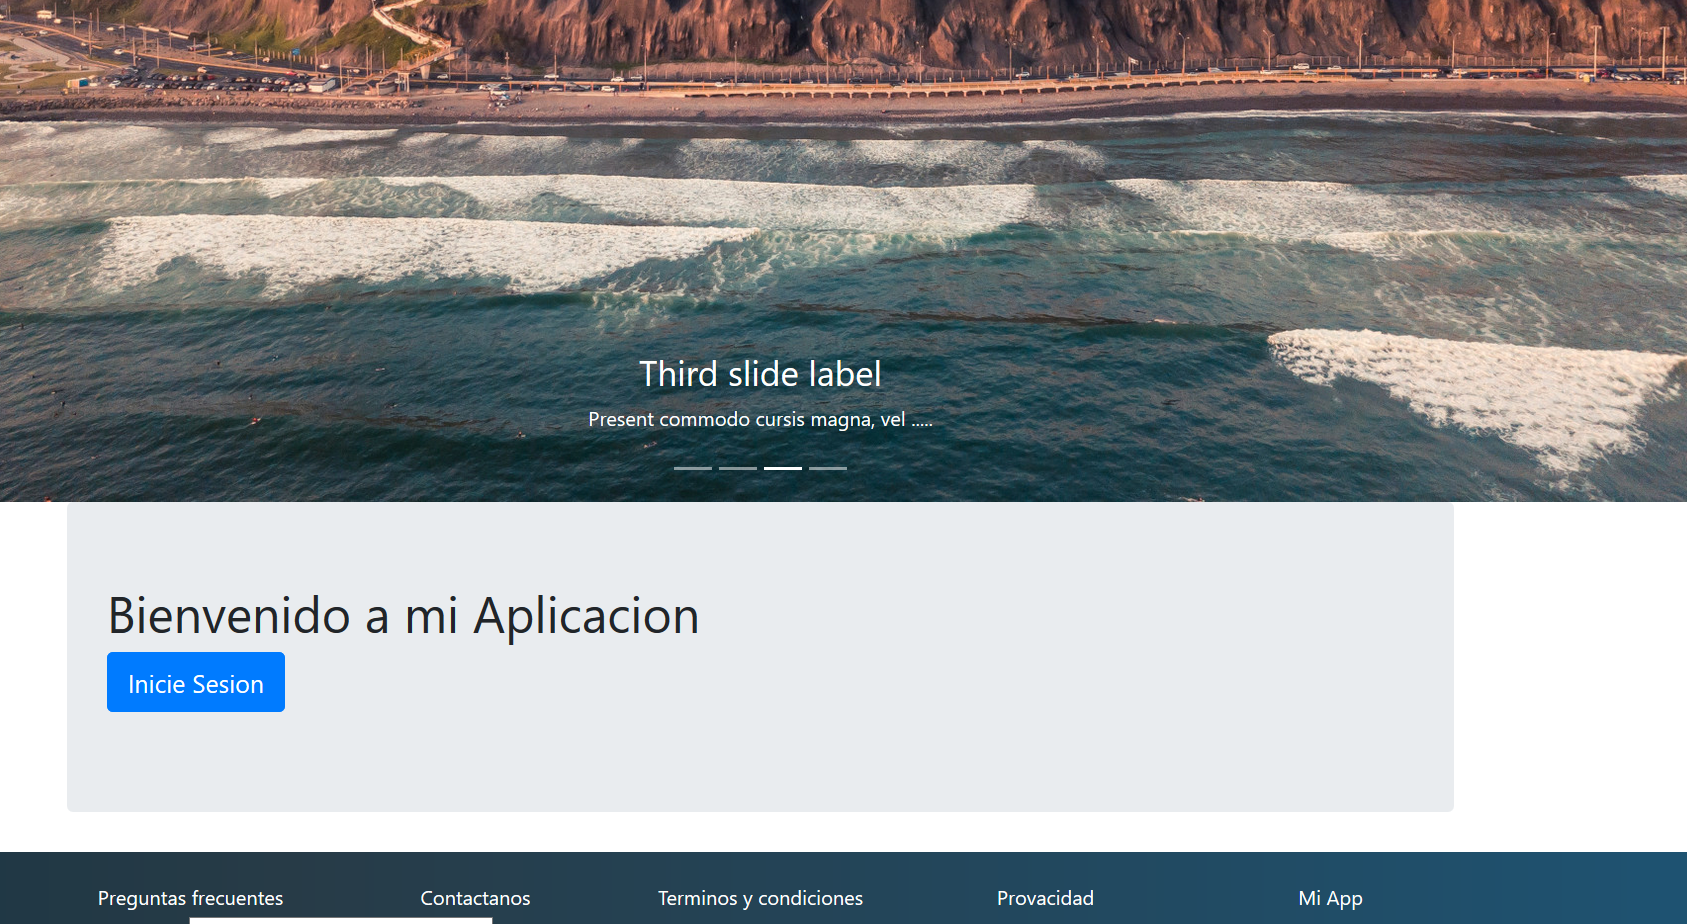 Third slide label
Present commodo cursis magna, vel .....
Bienvenido a mi Aplicacion
Inicie Sesion
Preguntas frecuentes Contactanos Terminos y condiciones Provacidad Mi App